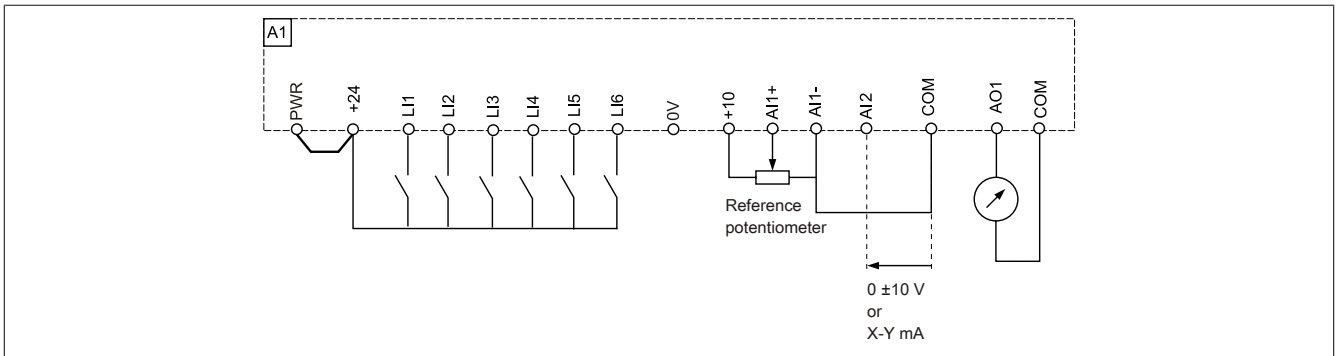 A1
PWR
+24
LI1
LI2
LI3
LI4
LI5
LI6
0V
+10
AI1+
AI1-
AI2
COM
AO1
COM
Reference
potentiometer
0 ±10 V
or
X-Y mA